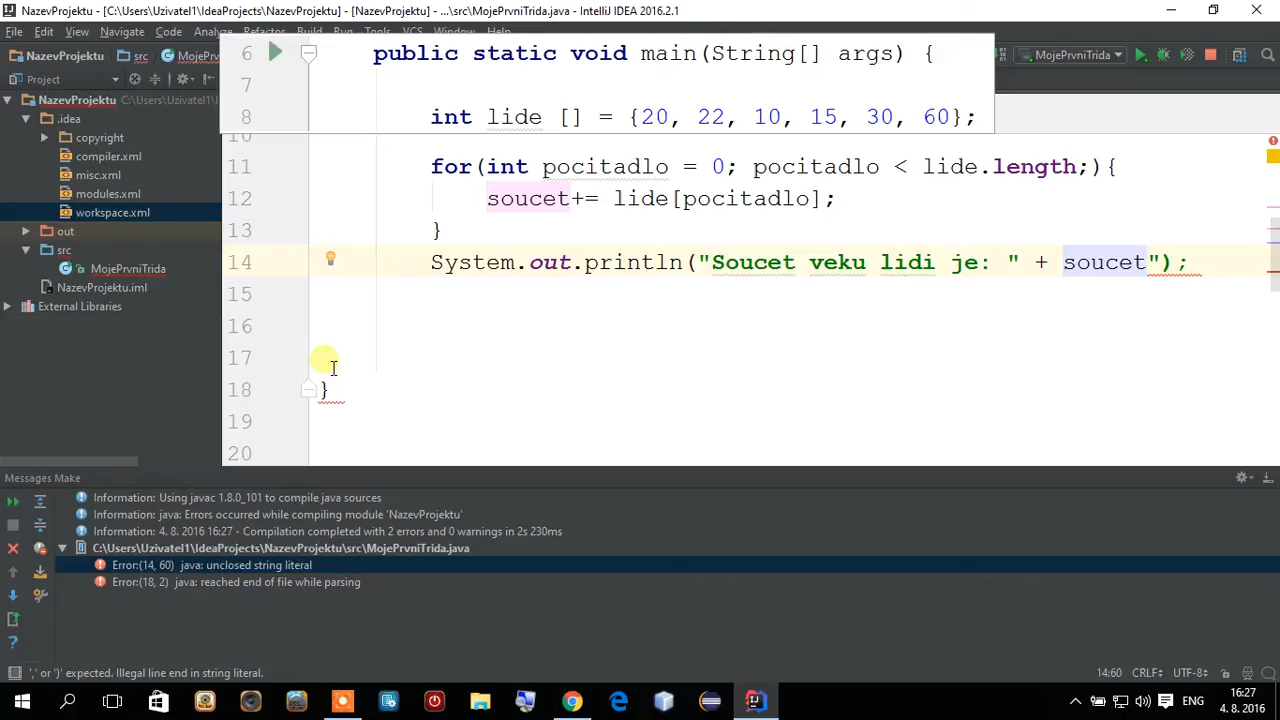 NazevProjektu - [C:\Users\Uzivatel1\IdeaProjects\NazevProjektu] - [NazevProjektu] - ...\src\MojePrvniTrida.java - IntelliJ IDEA 2016.2.1
File Edit View Navigate Code Analyze Refactor Build Run Tools VCS Window Help
NazevProjektu src MojePrv MojePrvniTrida
Project
NazevProjektu C:\Users\Uzivatel1\
.idea
copyright
compiler.xml
misc.xml
modules.xml
workspace.xml
out
src
MojePrvniTrida
NazevProjektu.iml
External Libraries
6 public static void main(String[] args) {
7
8 int lide [] = {20, 22, 10, 15, 30, 60};
10
11 for(int pocitadlo = 0; pocitadlo < lide.length;){
12 soucet+= lide[pocitadlo];
13 }
14 System.out.println("Soucet veku lidi je: " + soucet");
15
16
17
18 }
19
20
Messages Make
Information: Using javac 1.8.0_101 to compile java sources
Information: java: Errors occurred while compiling module 'NazevProjektu'
Information: 4. 8. 2016 16:27 - Compilation completed with 2 errors and 0 warnings in 2s 230ms
C:\Users\Uzivatel1\IdeaProjects\NazevProjektu\src\MojePrvniTrida.java
Error:(14, 60) java: unclosed string literal
Error:(18, 2) java: reached end of file while parsing
',' or ')' expected. Illegal line end in string literal. 14:60 CRLF UTF-8
ENG 16:27
4. 8. 2016